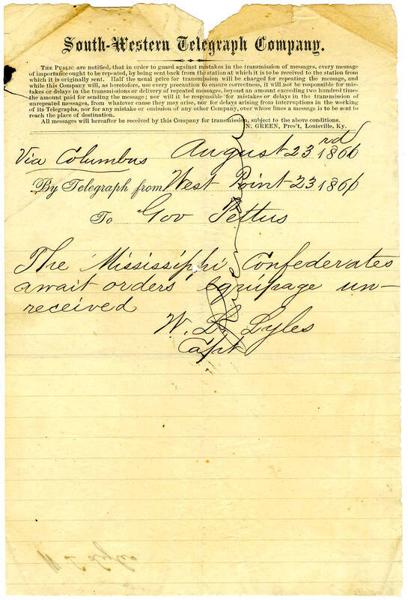 South-Western Telegraph Company.
THE PUBLIC are notified, that in order to guard against mistakes in the transmission of messages, every message
of importance ought to be repeated, by being sent back from the station at which it is to be received to the station from
which it is originally sent. Half the usual price for transmission will be charged for repeating the message, and
while this Company will, as heretofore, use every precaution to ensure correctness, it will not be responsible for mis-
takes or delays in the transmission or delivery of repeated messages, beyond an amount exceeding two hundred times
the amount paid for sending the message; nor will it be responsible for mistakes or delays in the transmission of
unrepeated messages, from whatever cause they may arise, nor for delays arising from interruptions in the working
of its Telegraphs, nor for any mistake or omission of any other Company, over whose lines a message is to be sent to
reach the place of destination.
All messages will hereafter be received by this Company for transmission, subject to the above conditions.
N. GREEN, Pres't, Louisville, Ky.
Via Columbus August 23rd 186
By Telegraph from West Point 23 186
To Gov Pettus
The Mississippi Confederates
await orders equipage un-
received
W. L. Lyles
Capt